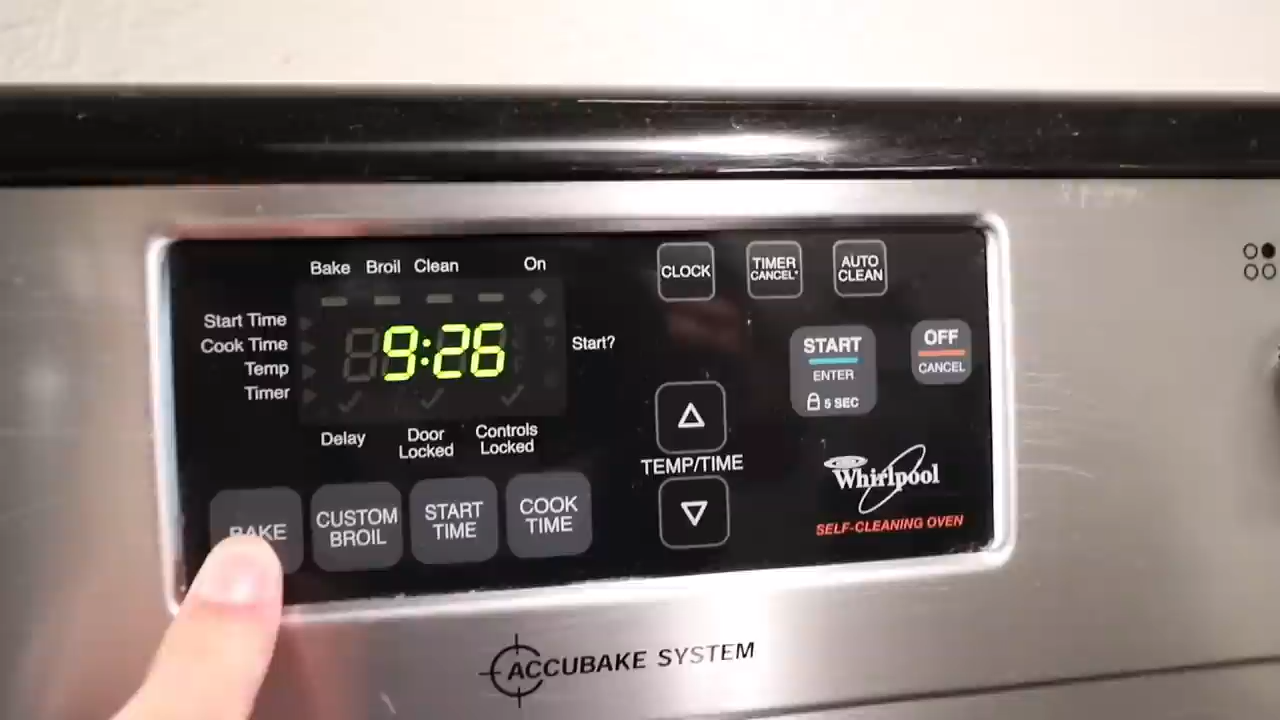 Bake Broil Clean On
Start Time
Cook Time
Temp
Timer
9:26
Start?
Delay
Door
Locked
Controls
Locked
BAKE
CUSTOM
BROIL
START
TIME
COOK
TIME
CLOCK
TIMER
CANCEL*
AUTO
CLEAN
START
ENTER
5 SEC
OFF
CANCEL
TEMP/TIME
Whirlpool
SELF-CLEANING OVEN
ACCUBAKE SYSTEM